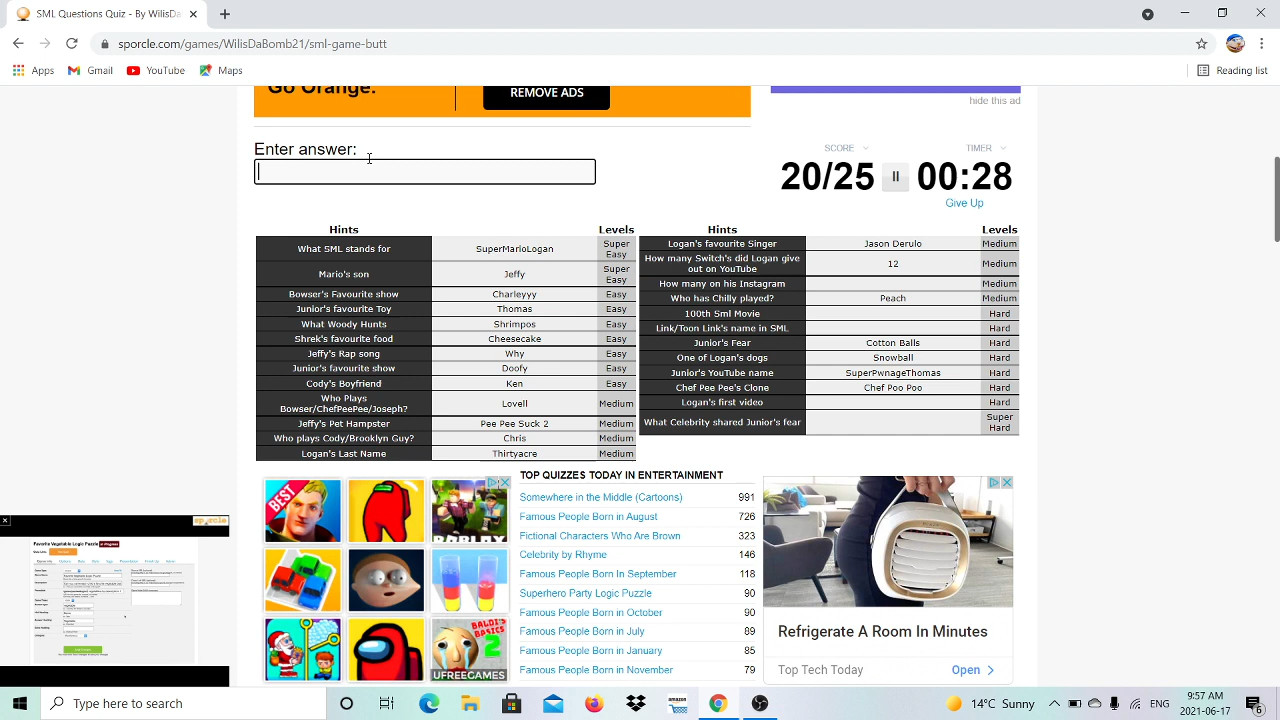 SML Questions - By WilisDa
sporcle.com/games/WilisDab21/sml-game-butt
Apps
Gmail
YouTube
Maps
Reading list
Go Orange.
REMOVE ADS
hide this ad
Enter answer:
SCORE
TIMER
20/25
00:28
Give Up
Hints
Levels
What SML stands for
SuperMarioLogan
Super
Easy
Mario's son
Jeffy
Super
Easy
Bowser's Favourite show
Charleyyy
Easy
Junior's favourite Toy
Thomas
Easy
What Woody Hunts
Shrimpos
Easy
Shrek's favourite food
Cheesecake
Easy
Jeffy's Rap song
Why
Easy
Junior's favourite show
Doofy
Easy
Cody's Boyfriend
Ken
Easy
Who Plays
Bowser/ChefPeePee/Joseph?
Lovell
Medium
Jeffy's Pet Hampster
Pee Pee Suck 2
Medium
Who plays Cody/Brooklyn Guy?
Chris
Medium
Logan's Last Name
Thirtyacre
Medium
Hints
Levels
Logan's favourite Singer
Jason Derulo
Medium
How many Switch's did Logan give
out on YouTube
12
Medium
How many on his Instagram
Medium
Who has Chilly played?
Peach
Medium
100th Sml Movie
Hard
Link/Toon Link's name in SML
Hard
Junior's Fear
Cotton Balls
Hard
One of Logan's dogs
Snowball
Hard
Junior's YouTube name
SuperPwnageThomas
Hard
Chef Pee Pee's Clone
Chef Poo Poo
Hard
Logan's first video
Hard
What Celebrity shared Junior's fear
Super
Hard
BEST
ROBLOX
BALDI'S
BASICS
2
UFREEGAMES
TOP QUIZZES TODAY IN ENTERTAINMENT
Somewhere in the Middle (Cartoons)
991
Famous People Born in August
726
Fictional Characters Who Are Brown
Celebrity by Rhyme
146
Famous People Born In September
118
Superhero Party Logic Puzzle
90
Famous People Born in October
90
Famous People Born in July
89
Famous People Born in January
85
Famous People Born in November
79
Refrigerate A Room In Minutes
Top Tech Today
Open
sporcle
Favorite Vegetable Logic Puzzle
Type here to search
amazon
14°C Sunny
ENG
9:57 AM
2021-06-17
6